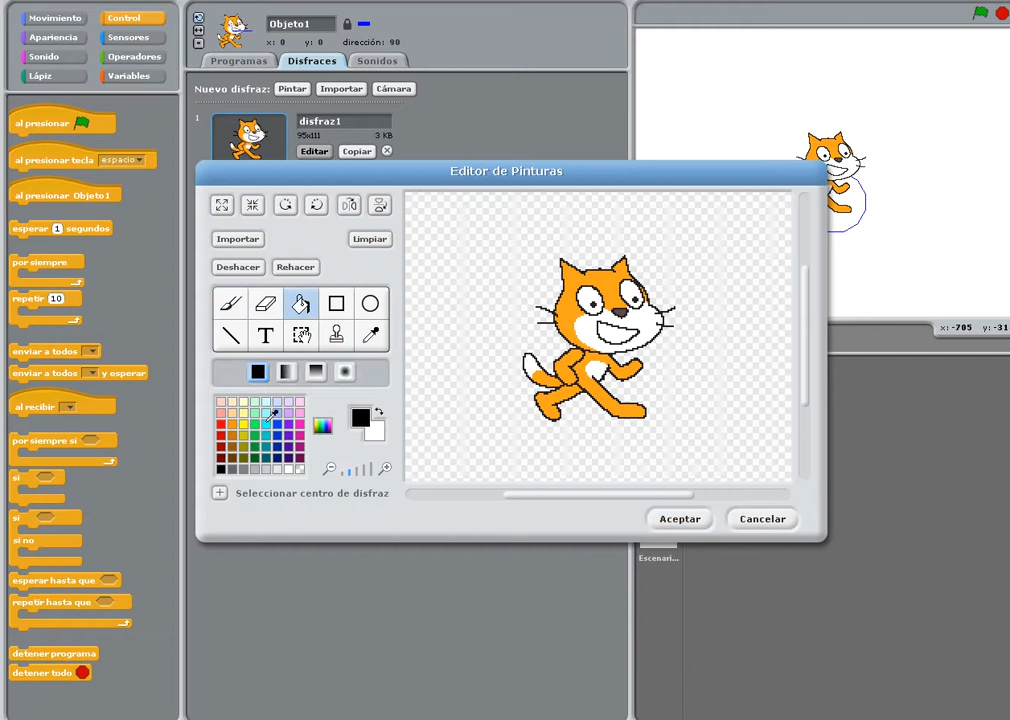 Movimiento Control
Apariencia Sensores
Sonido Operadores
Lápiz Variables
al presionar
al presionar tecla espacio
al presionar Objeto1
esperar 1 segundos
por siempre
repetir 10
enviar a todos
enviar a todos y esperar
al recibir
por siempre si
si
si
si no
esperar hasta que
repetir hasta que
detener programa
detener todo
Objeto1
x: 0 y: 0 dirección: 90
Programas Disfraces Sonidos
Nuevo disfraz: Pintar Importar Cámara
1
disfraz1
95x111 3 KB
Editar Copiar
Editor de Pinturas
Importar Limpiar
Deshacer Rehacer
T
Seleccionar centro de disfraz
Aceptar Cancelar
x:-705 y:-31
Escenari...